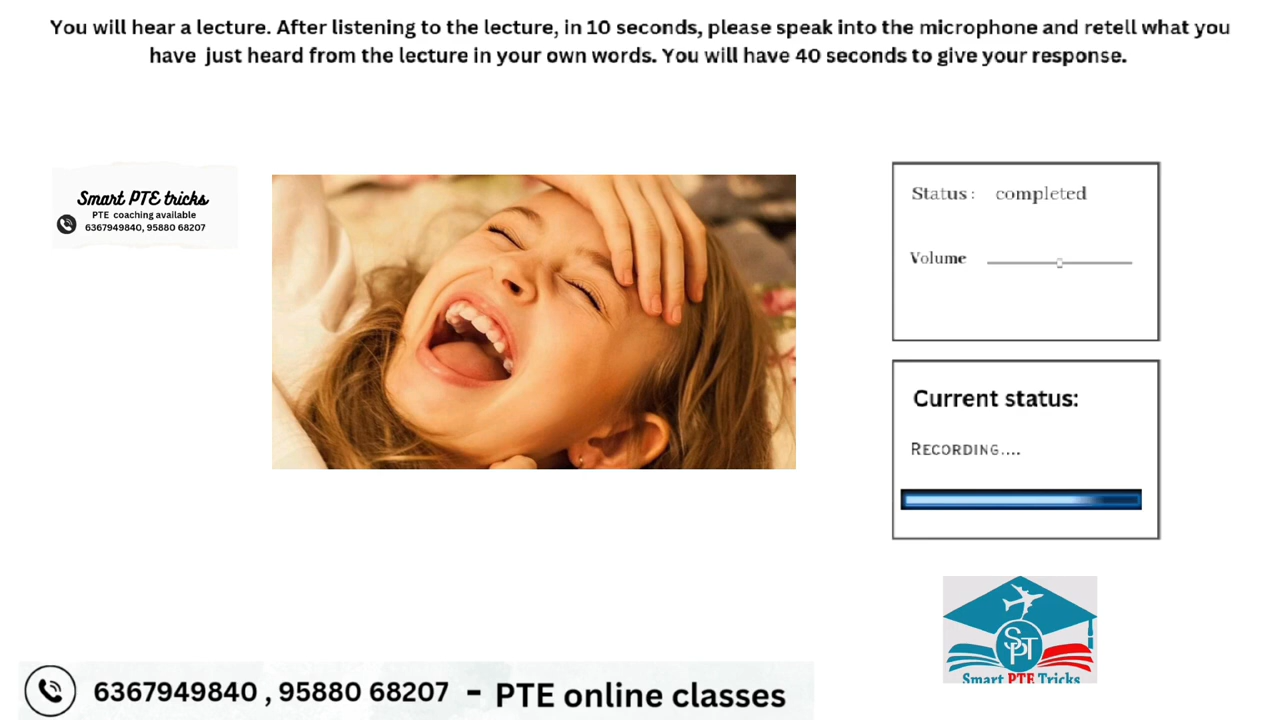 You will hear a lecture. After listening to the lecture, in 10 seconds, please speak into the microphone and retell what you
have just heard from the lecture in your own words. You will have 40 seconds to give your response.
Smart PTE tricks
PTE coaching available
6367949840, 95880 68207
Status: completed
Volume
Current status:
RECORDING....
SPT
Smart PTE Tricks
6367949840 , 95880 68207 - PTE online classes